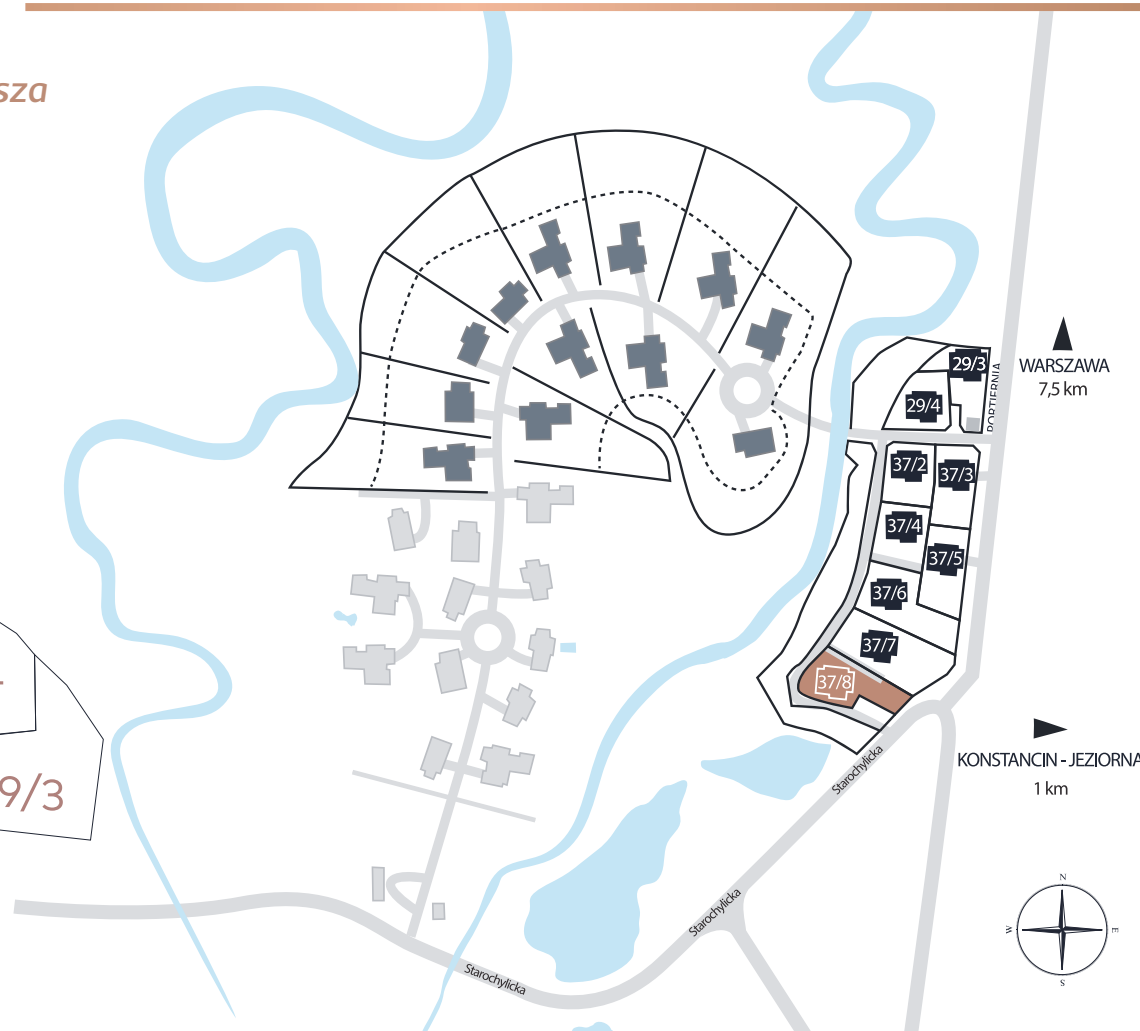 sza
29/3
WARSZAWA
7,5 km
PORTIERNIA
29/4
37/2
37/3
37/4
37/5
37/6
37/7
37/8
9/3
Starochylicka
KONSTANCIN - JEZIORNA
1 km
Starochylicka
Starochylicka
N
W
E
S